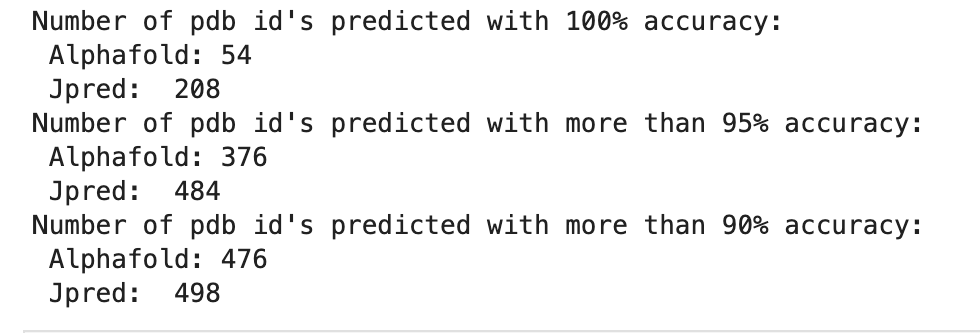 Number of pdb id's predicted with 100% accuracy:
Alphafold: 54
Jpred:  208
Number of pdb id's predicted with more than 95% accuracy:
Alphafold: 376
Jpred:  484
Number of pdb id's predicted with more than 90% accuracy:
Alphafold: 476
Jpred:  498